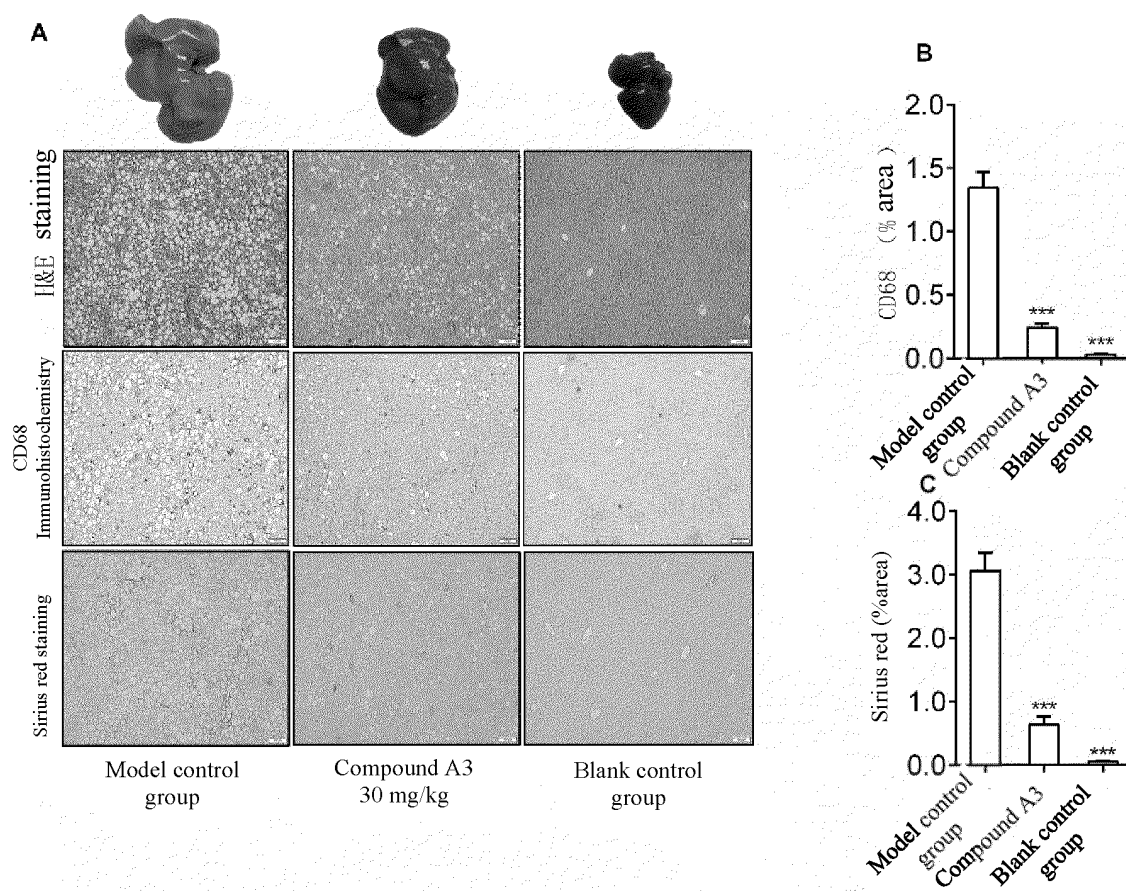 A
H&E staining
CD68
Immunohistochemistry
Sirius red staining
Model control
group
Compound A3
30 mg/kg
Blank control
group
B
CD68 (% area)
2.0
1.5
1.0
0.5
0.0
***
***
Model control
group
Compound A3
Blank control
group
C
Sirius red (%area)
4.0
3.0
2.0
1.0
0.0
***
***
Model control
group
Compound A3
Blank control
group